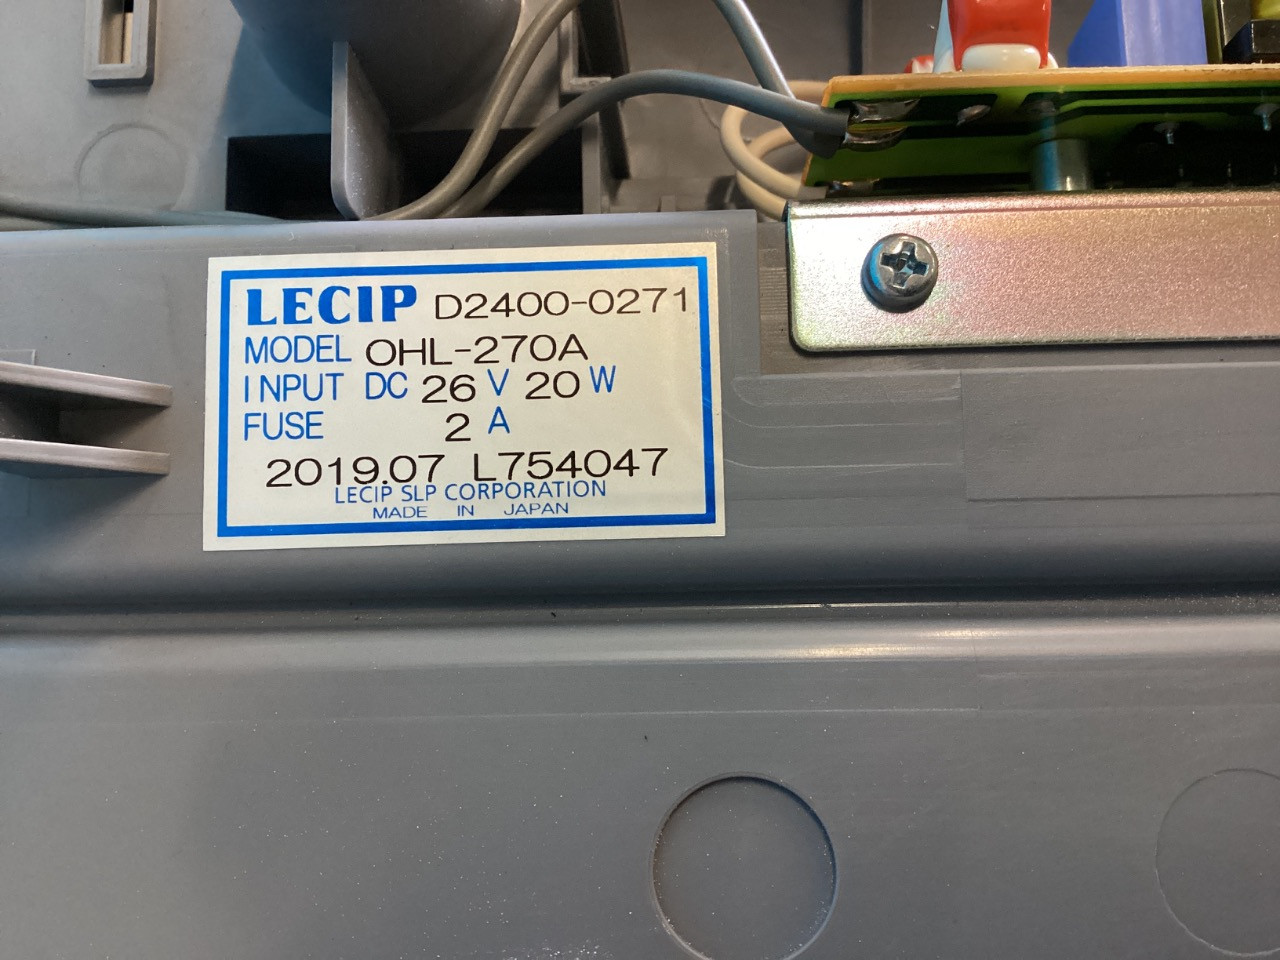 LECIP D2400-0271
MODEL OHL-270A
INPUT DC 26 V 20 W
FUSE 2 A
2019.07 L754047
LECIP SLP CORPORATION
MADE IN JAPAN